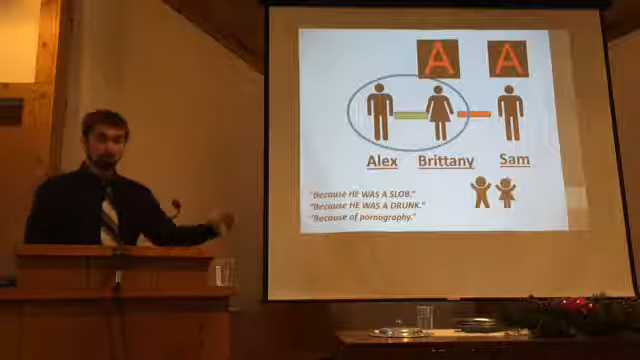 A A
Alex Brittany Sam
"Because HE WAS A SLOB."
"Because HE WAS A DRUNK."
"Because of pornography."